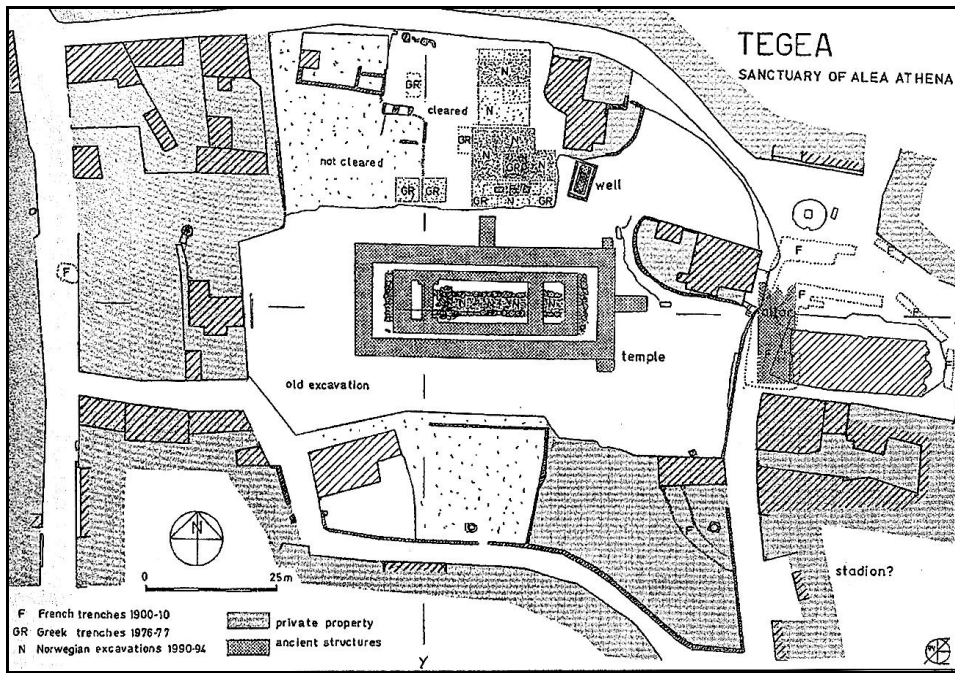 TEGEA
SANCTUARY OF ALEA ATHENA
N
GR
cleared
N
GR
N
not cleared
N
N
GR
GR
GR
N
GR
well
F
F
F
F
F
altar
F
temple
old excavation
F
N
0
25m
stadion?
F French trenches 1900-10
GR Greek trenches 1976-77
N Norwegian excavations 1990-94
private property
ancient structures
Y